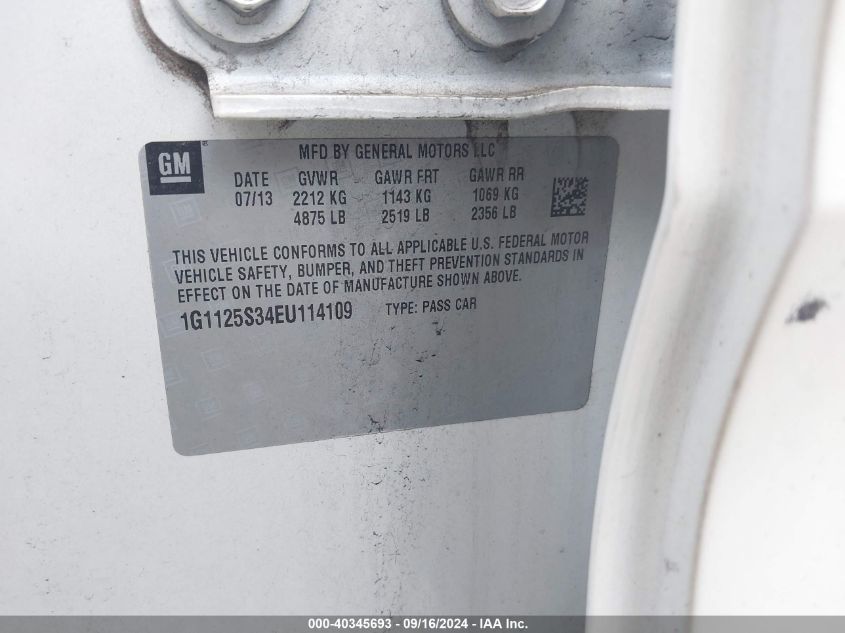 GM
MFD BY GENERAL MOTORS LLC
DATE GVWR GAWR FRT GAWR RR
07/13 2212 KG 1143 KG 1069 KG
4875 LB 2519 LB 2356 LB
THIS VEHICLE CONFORMS TO ALL APPLICABLE U.S. FEDERAL MOTOR
VEHICLE SAFETY, BUMPER, AND THEFT PREVENTION STANDARDS IN
EFFECT ON THE DATE OF MANUFACTURE SHOWN ABOVE.
1G1125S34EU114109 TYPE: PASS CAR
000-40345693 - 09/16/2024 - IAA Inc.